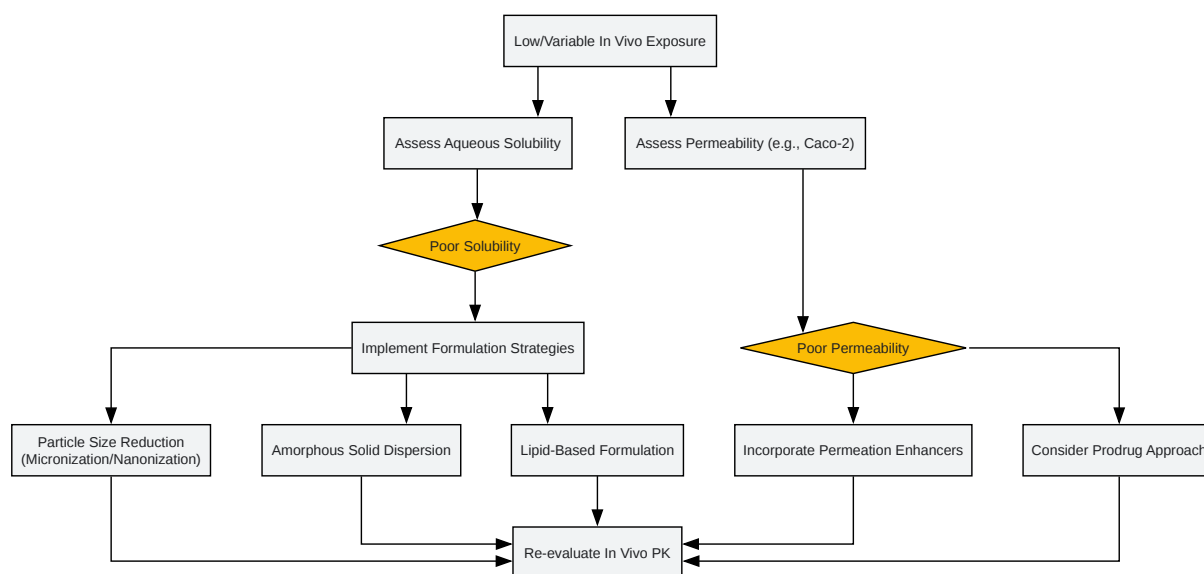 Low/Variable In Vivo Exposure
Assess Aqueous Solubility
Assess Permeability (e.g., Caco-2)
Poor Solubility
Implement Formulation Strategies
Poor Permeability
Particle Size Reduction
(Micronization/Nanonization)
Amorphous Solid Dispersion
Lipid-Based Formulation
Incorporate Permeation Enhancers
Consider Prodrug Approach
Re-evaluate In Vivo PK